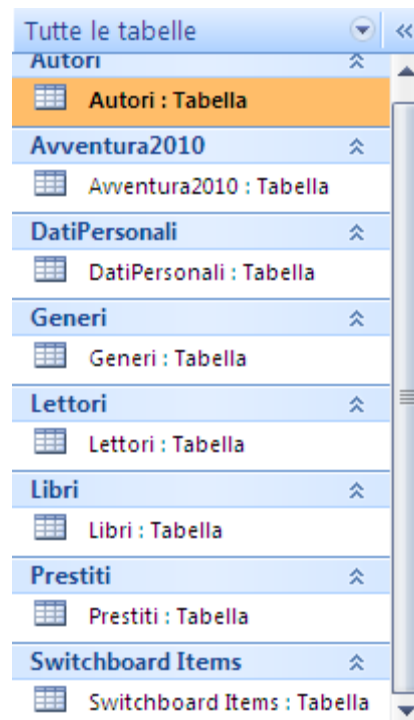 Tutte le tabelle
Autori
Autori : Tabella
Avventura2010
Avventura2010 : Tabella
DatiPersonali
DatiPersonali : Tabella
Generi
Generi : Tabella
Lettori
Lettori : Tabella
Libri
Libri : Tabella
Prestiti
Prestiti : Tabella
Switchboard Items
Switchboard Items : Tabella